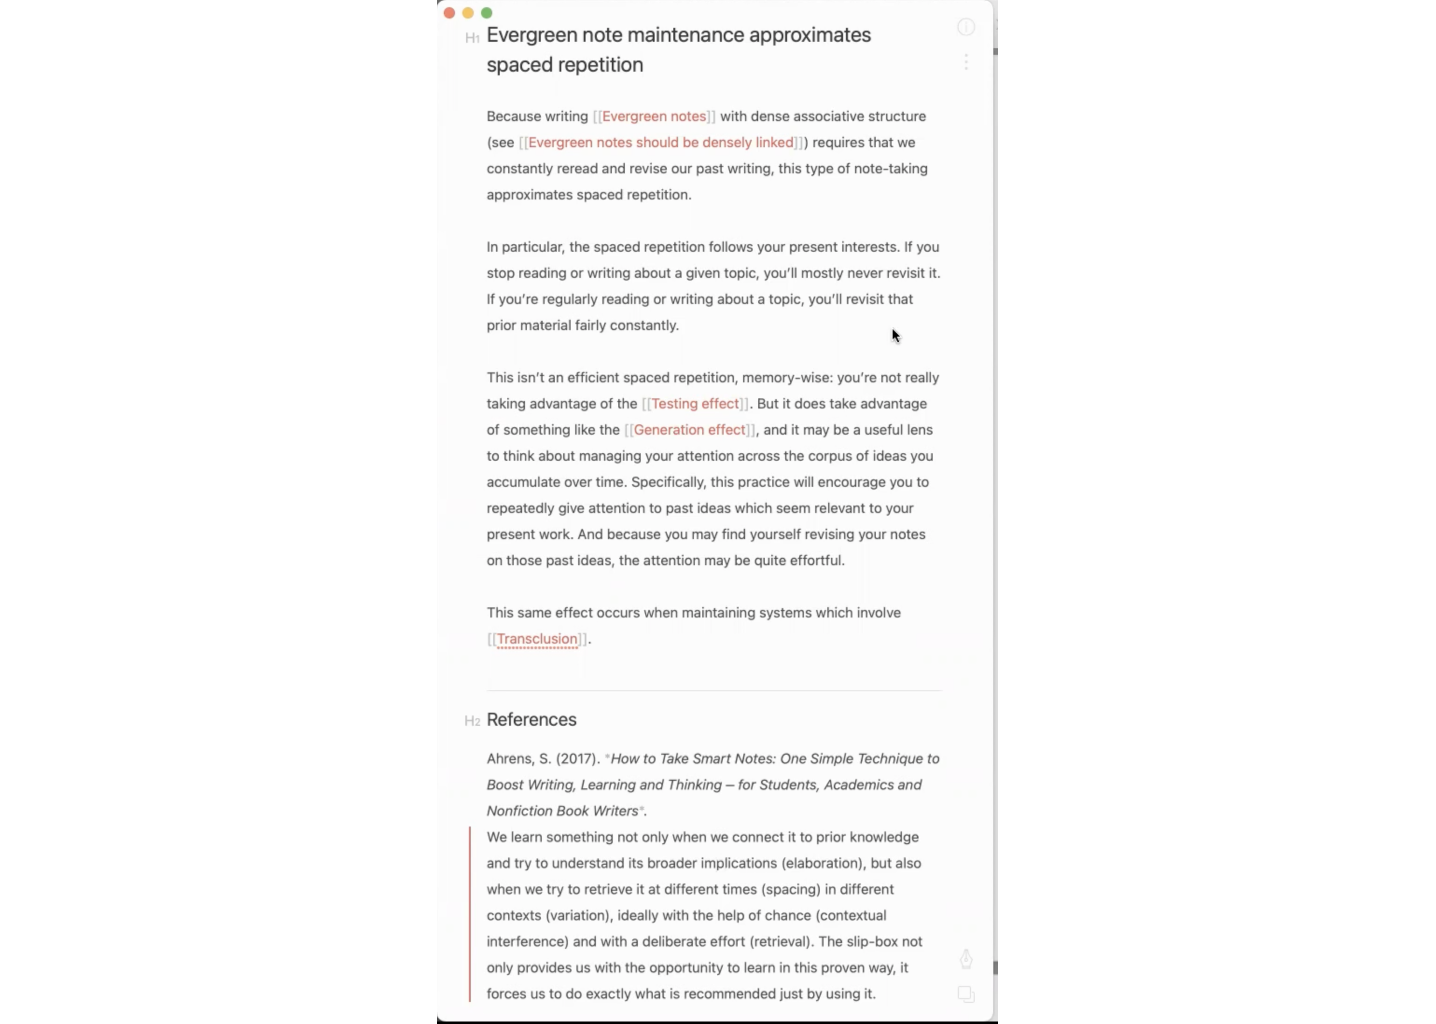 H1 Evergreen note maintenance approximates
spaced repetition
Because writing [[Evergreen notes]] with dense associative structure
(see [[Evergreen notes should be densely linked]]) requires that we
constantly reread and revise our past writing, this type of note-taking
approximates spaced repetition.
In particular, the spaced repetition follows your present interests. If you
stop reading or writing about a given topic, you’ll mostly never revisit it.
If you’re regularly reading or writing about a topic, you’ll revisit that
prior material fairly constantly.
This isn’t an efficient spaced repetition, memory-wise: you’re not really
taking advantage of the [[Testing effect]]. But it does take advantage
of something like the [[Generation effect]], and it may be a useful lens
to think about managing your attention across the corpus of ideas you
accumulate over time. Specifically, this practice will encourage you to
repeatedly give attention to past ideas which seem relevant to your
present work. And because you may find yourself revising your notes
on those past ideas, the attention may be quite effortful.
This same effect occurs when maintaining systems which involve
[[Transclusion]].
H2 References
Ahrens, S. (2017). *How to Take Smart Notes: One Simple Technique to
Boost Writing, Learning and Thinking – for Students, Academics and
Nonfiction Book Writers*.
We learn something not only when we connect it to prior knowledge
and try to understand its broader implications (elaboration), but also
when we try to retrieve it at different times (spacing) in different
contexts (variation), ideally with the help of chance (contextual
interference) and with a deliberate effort (retrieval). The slip-box not
only provides us with the opportunity to learn in this proven way, it
forces us to do exactly what is recommended just by using it.